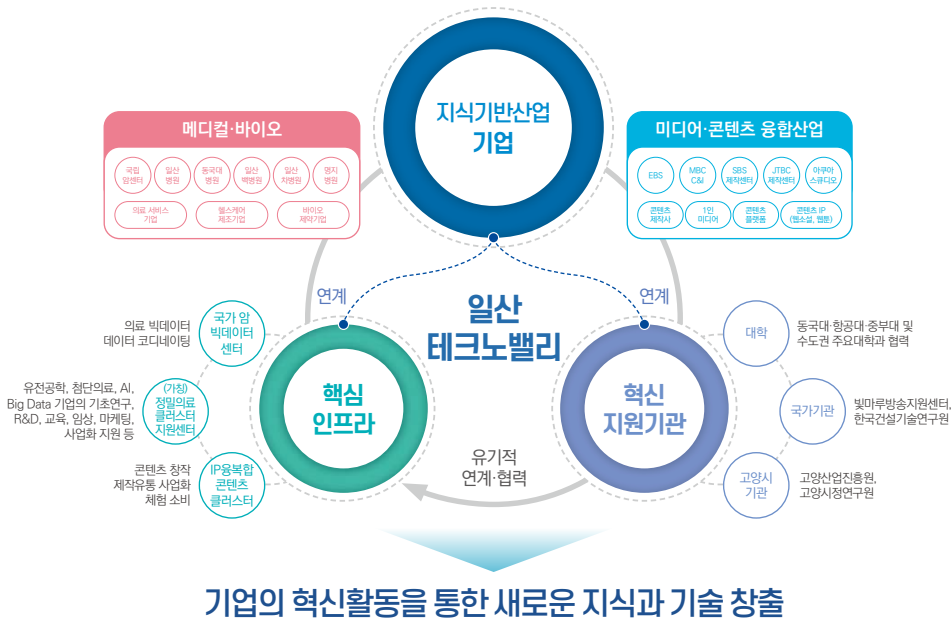 지식기반산업
기업
메디컬·바이오
국립
암센터
일산
병원
동국대
병원
일산
백병원
일산
차병원
명지
병원
의료 서비스
기업
헬스케어
제조기업
바이오
제약기업
미디어·콘텐츠 융합산업
EBS
MBC
C&I
SBS
제작센터
JTBC
제작센터
아쿠아
스튜디오
콘텐츠
제작사
1인
미디어
콘텐츠
플랫폼
콘텐츠 IP
(웹소설, 웹툰)
연계
일산
테크노밸리
연계
의료 빅데이터
데이터 코디네이팅
국가 암
빅데이터
센터
유전공학, 첨단의료, AI,
Big Data 기업의 기초연구,
R&D, 교육, 임상, 마케팅,
사업화 지원 등
(가칭)
정밀의료
클러스터
지원센터
콘텐츠 창작
제작유통 사업화
체험 소비
IP융복합
콘텐츠
클러스터
핵심
인프라
유기적
연계·협력
혁신
지원기관
대학
동국대·항공대·중부대 및
수도권 주요대학과 협력
국가기관
빛마루방송지원센터,
한국건설기술연구원
고양시
기관
고양산업진흥원,
고양시정연구원
기업의 혁신활동을 통한 새로운 지식과 기술 창출